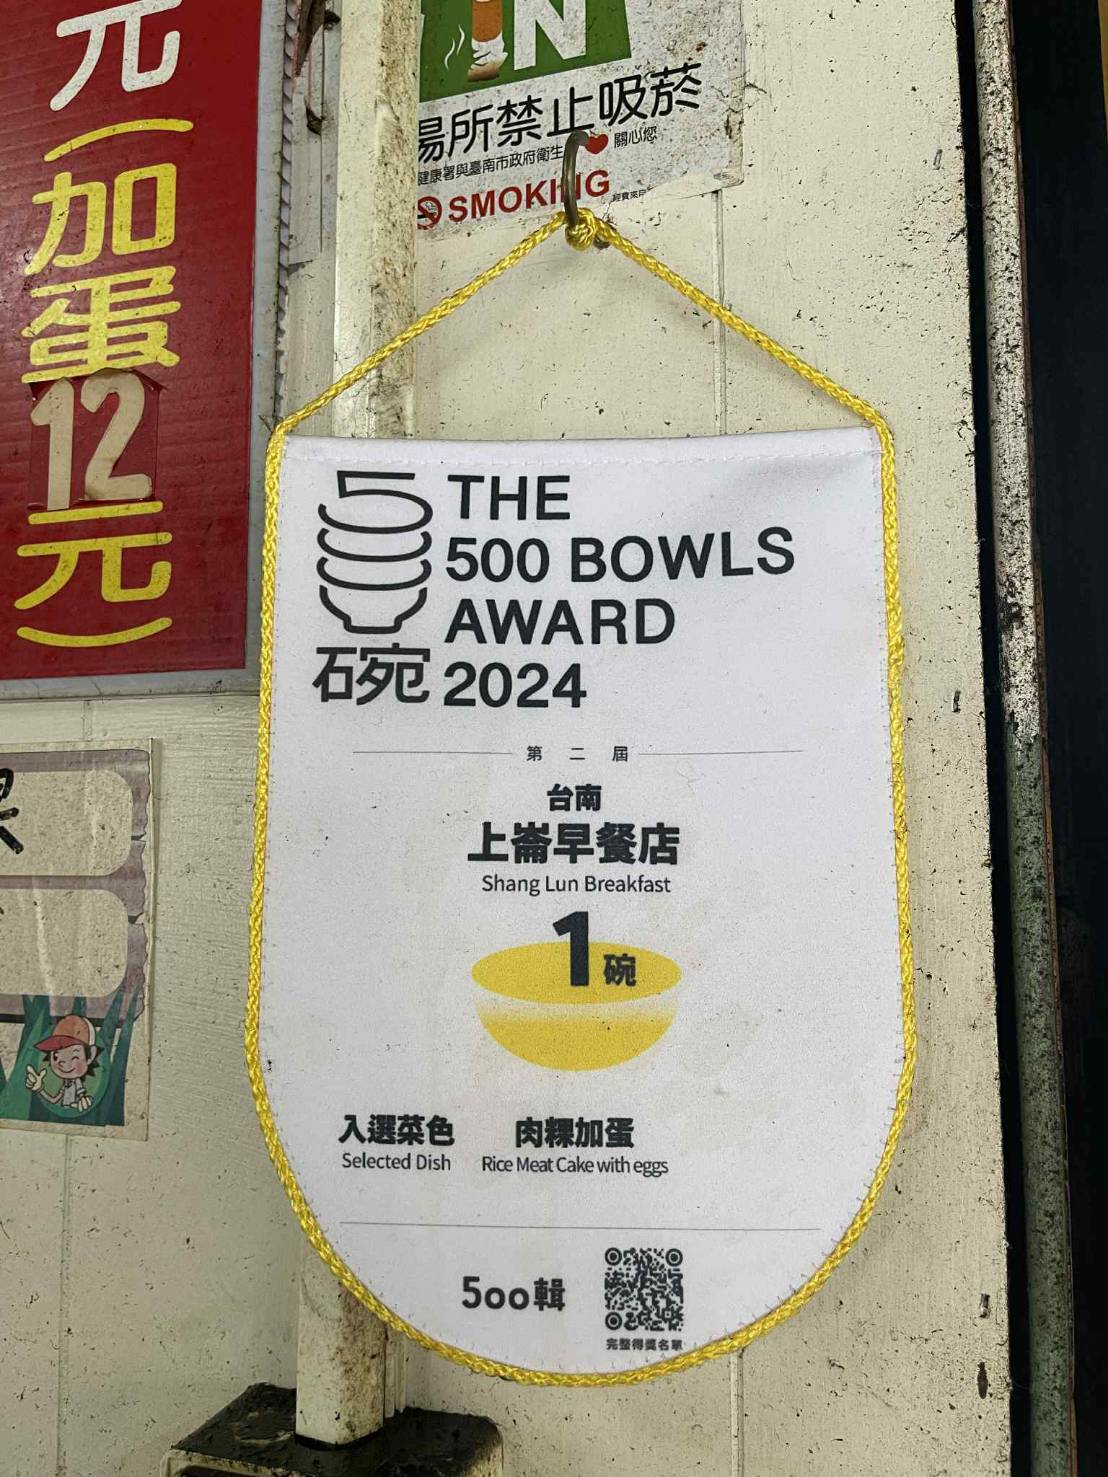 元(加蛋12元)
場所禁止吸菸
健康署與臺南市政府衛生
關心您
SMOKING
THE
500 BOWLS
AWARD
碗 2024
第二屆
台南
上崙早餐店
Shang Lun Breakfast
1碗
入選菜色 肉粿加蛋
Selected Dish Rice Meat Cake with eggs
500輯
完整得獎名單